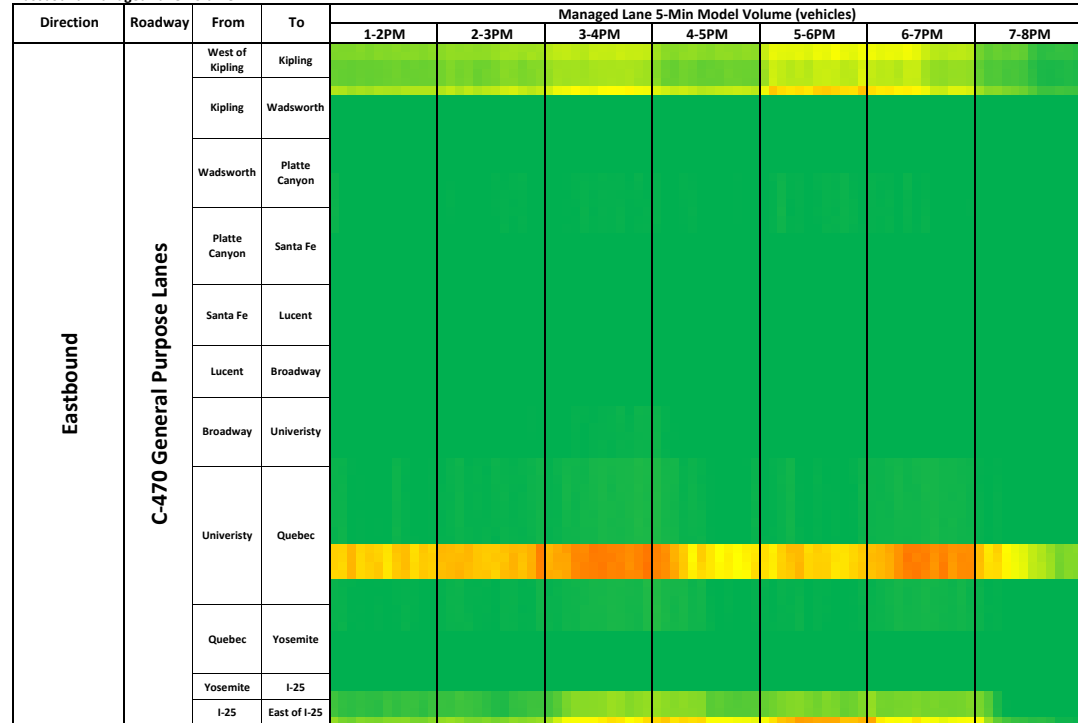 Direction Roadway From To Managed Lane 5-Min Model Volume (vehicles)
1-2PM 2-3PM 3-4PM 4-5PM 5-6PM 6-7PM 7-8PM
Eastbound
C-470 General Purpose Lanes
West of Kipling Kipling
Kipling Wadsworth
Wadsworth Platte Canyon
Platte Canyon Santa Fe
Santa Fe Lucent
Lucent Broadway
Broadway Univeristy
Univeristy Quebec
Quebec Yosemite
Yosemite I-25
I-25 East of I-25